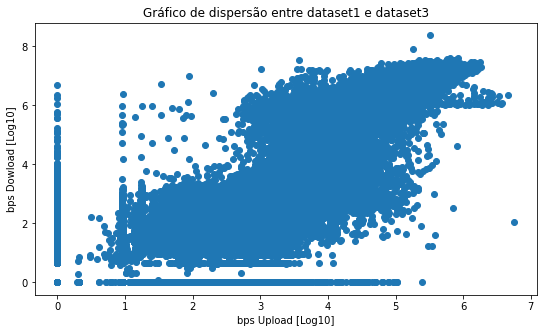 Gráfico de dispersão entre dataset1 e dataset3
bps Dowload [Log10]
8
6
4
2
0
0 1 2 3 4 5 6 7
bps Upload [Log10]